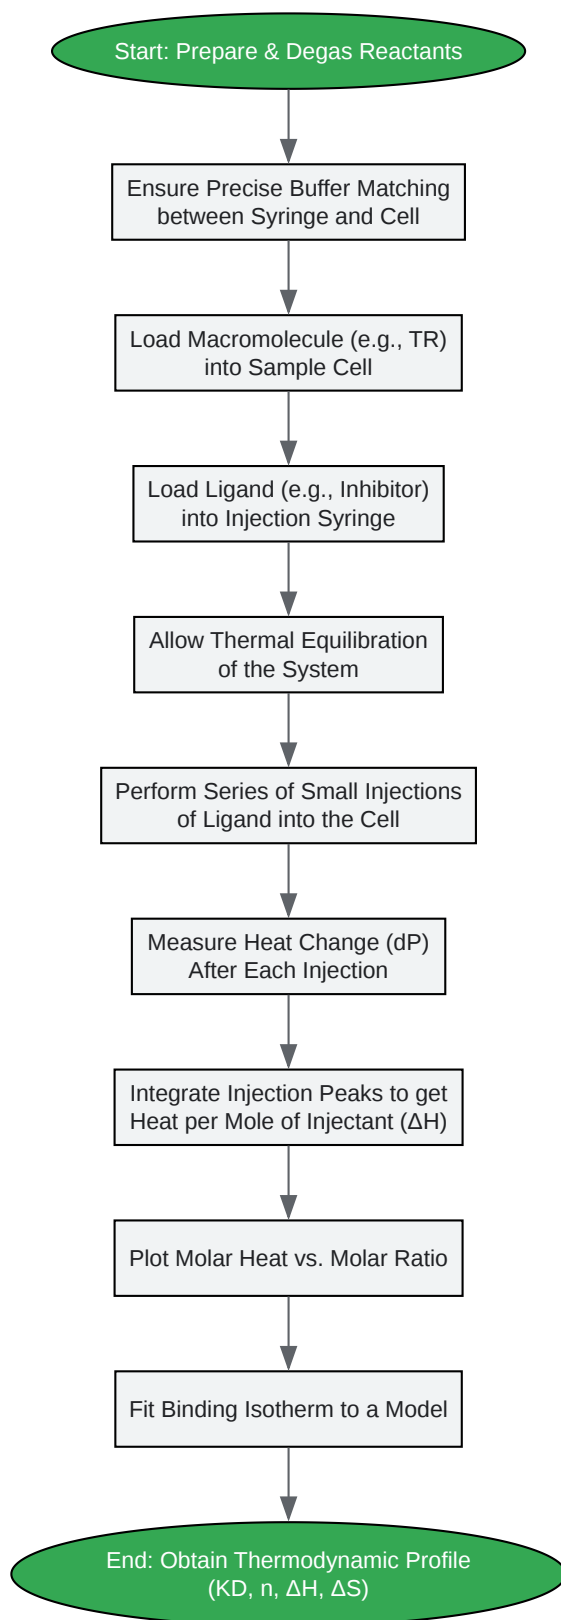 Start: Prepare & Degas Reactants
Ensure Precise Buffer Matching
between Syringe and Cell
Load Macromolecule (e.g., TR)
into Sample Cell
Load Ligand (e.g., Inhibitor)
into Injection Syringe
Allow Thermal Equilibration
of the System
Perform Series of Small Injections
of Ligand into the Cell
Measure Heat Change (dP)
After Each Injection
Integrate Injection Peaks to get
Heat per Mole of Injectant (ΔH)
Plot Molar Heat vs. Molar Ratio
Fit Binding Isotherm to a Model
End: Obtain Thermodynamic Profile
(KD, n, ΔH, ΔS)